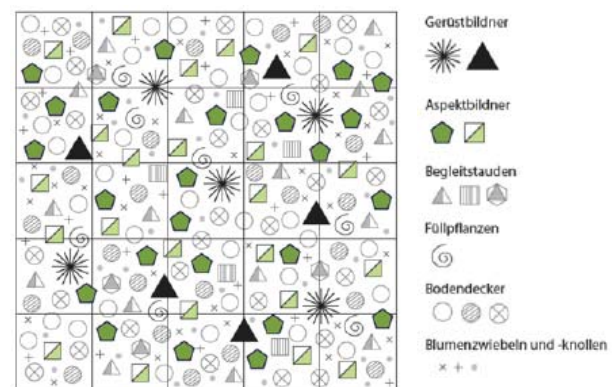 Gerüstbildner
Aspektbildner
Begleitstauden
Füllpflanzen
Bodendecker
Blumenzwiebeln und -knollen